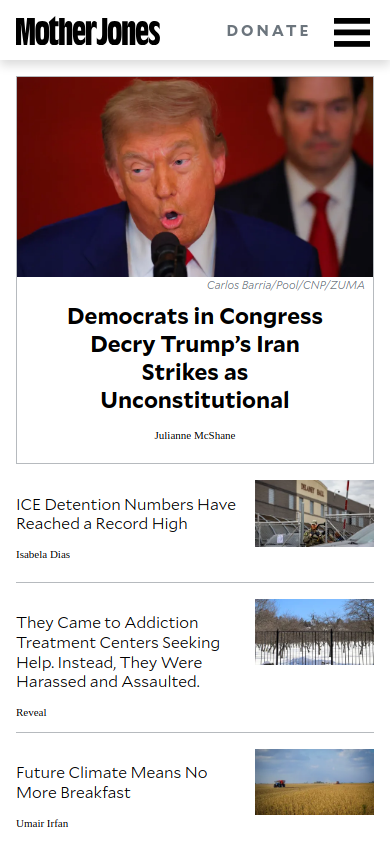 Mother Jones
DONATE
Carlos Barria/Pool/CNP/ZUMA
Democrats in Congress
Decry Trump’s Iran
Strikes as
Unconstitutional
Julianne McShane
ICE Detention Numbers Have
Reached a Record High
Isabela Dias
They Came to Addiction
Treatment Centers Seeking
Help. Instead, They Were
Harassed and Assaulted.
Reveal
Future Climate Means No
More Breakfast
Umair Irfan